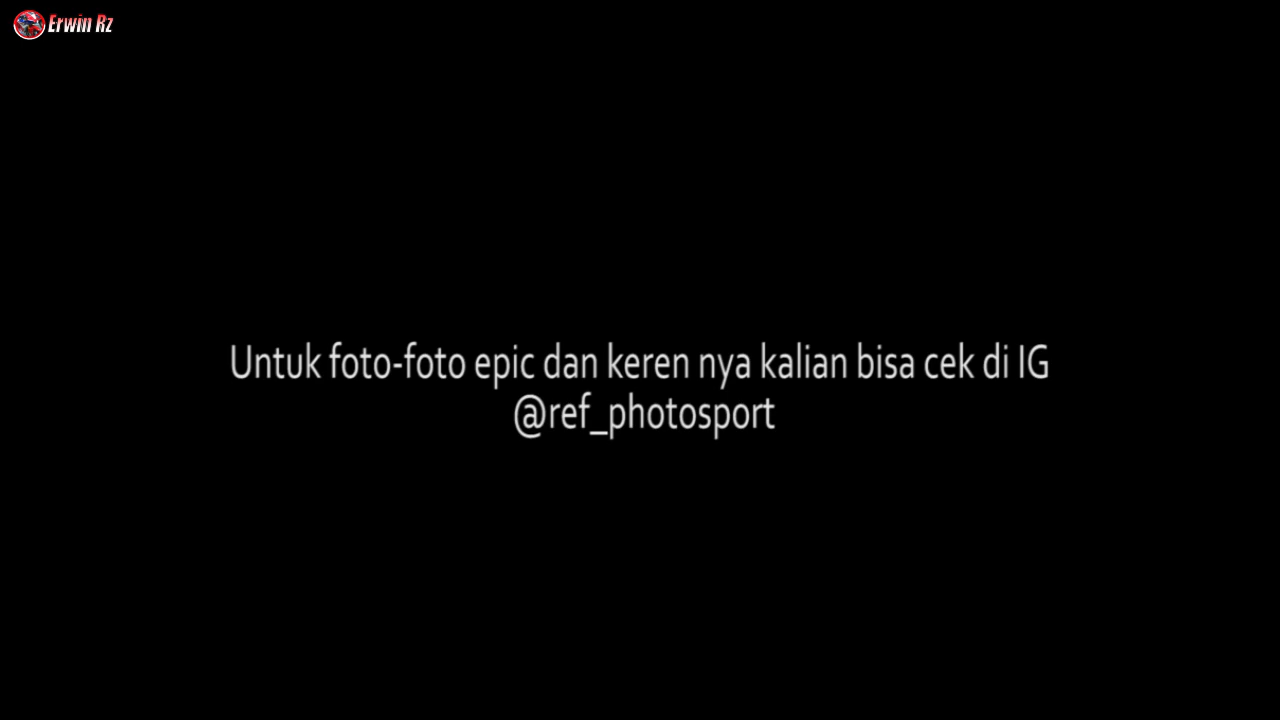 Erwin Rz
Untuk foto-foto epic dan keren nya kalian bisa cek di IG
@ref_photosport